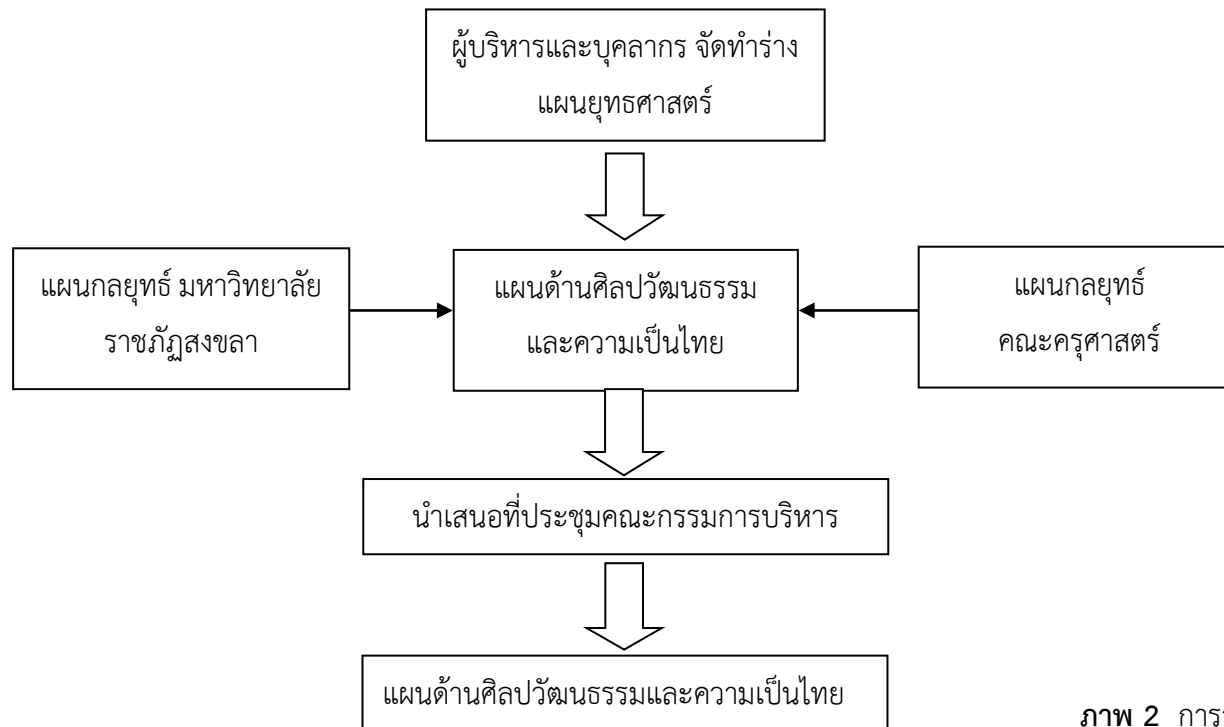 ผู้บริหารและบุคลากร จัดทำร่าง
แผนยุทธศาสตร์
แผนกลยุทธ์ มหาวิทยาลัย
ราชภัฏสงขลา
แผนด้านศิลปวัฒนธรรม
และความเป็นไทย
แผนกลยุทธ์
คณะครุศาสตร์
นำเสนอที่ประชุมคณะกรรมการบริหาร
แผนด้านศิลปวัฒนธรรมและความเป็นไทย
ภาพ 2